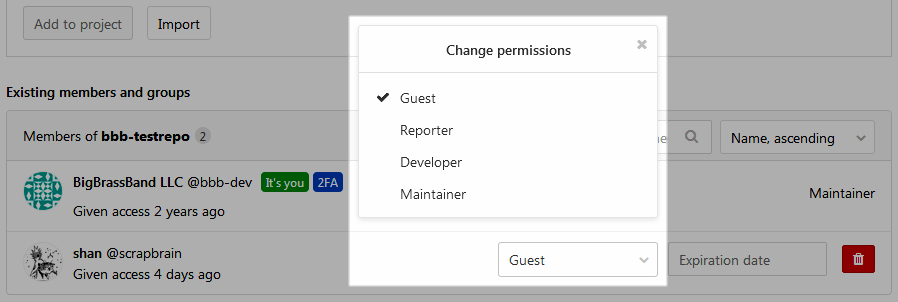 Add to project
Import
Change permissions
Guest
Reporter
Developer
Maintainer
Existing members and groups
Members of bbb-testrepo 2
Name, ascending
BigBrassBand LLC @bbb-dev It's you 2FA
Given access 2 years ago
Maintainer
shan @scrapbrain
Given access 4 days ago
Guest
Expiration date